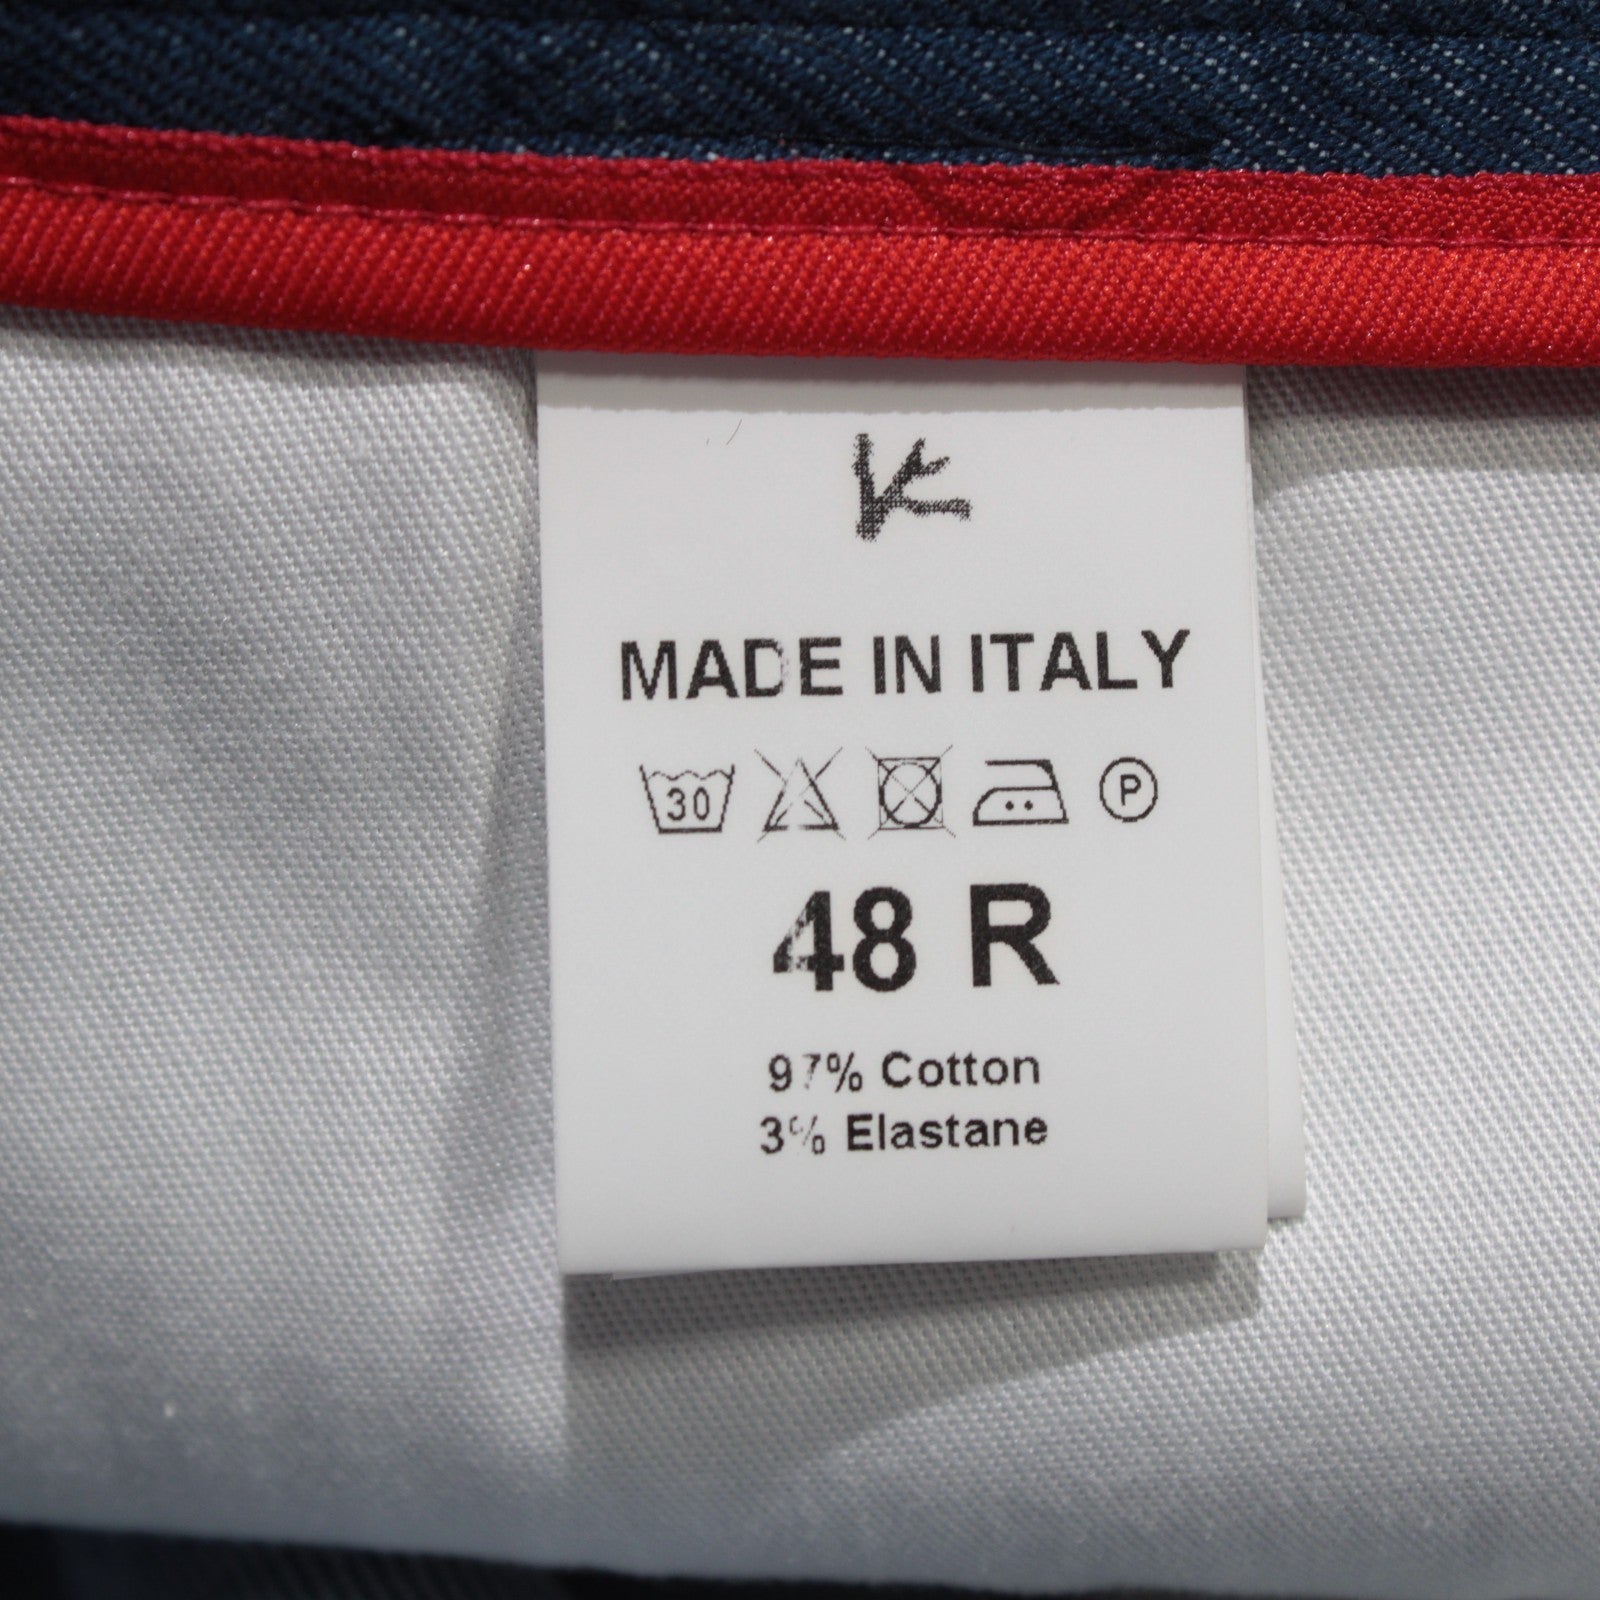 MADE IN ITALY
30 P
48 R
97% Cotton
3% Elastane